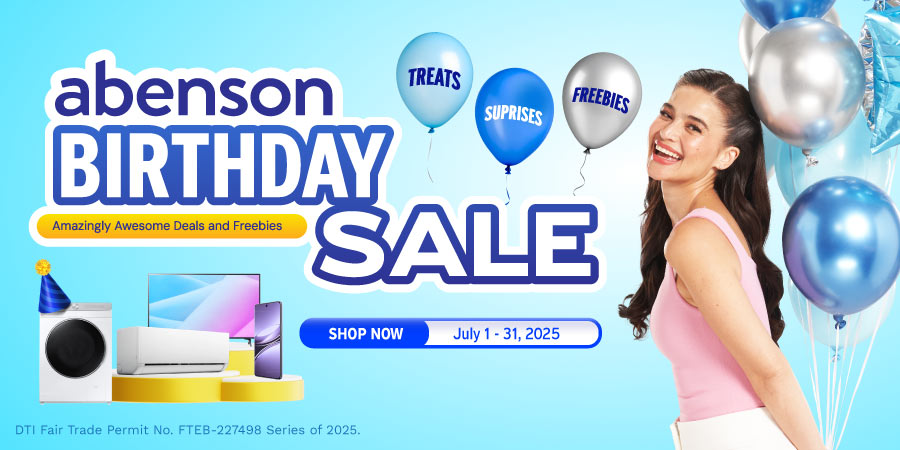 abenson
BIRTHDAY
SALE
Amazingly Awesome Deals and Freebies
TREATS
SUPRISES
FREEBIES
SHOP NOW
July 1 - 31, 2025
DTI Fair Trade Permit No. FTEB-227498 Series of 2025.